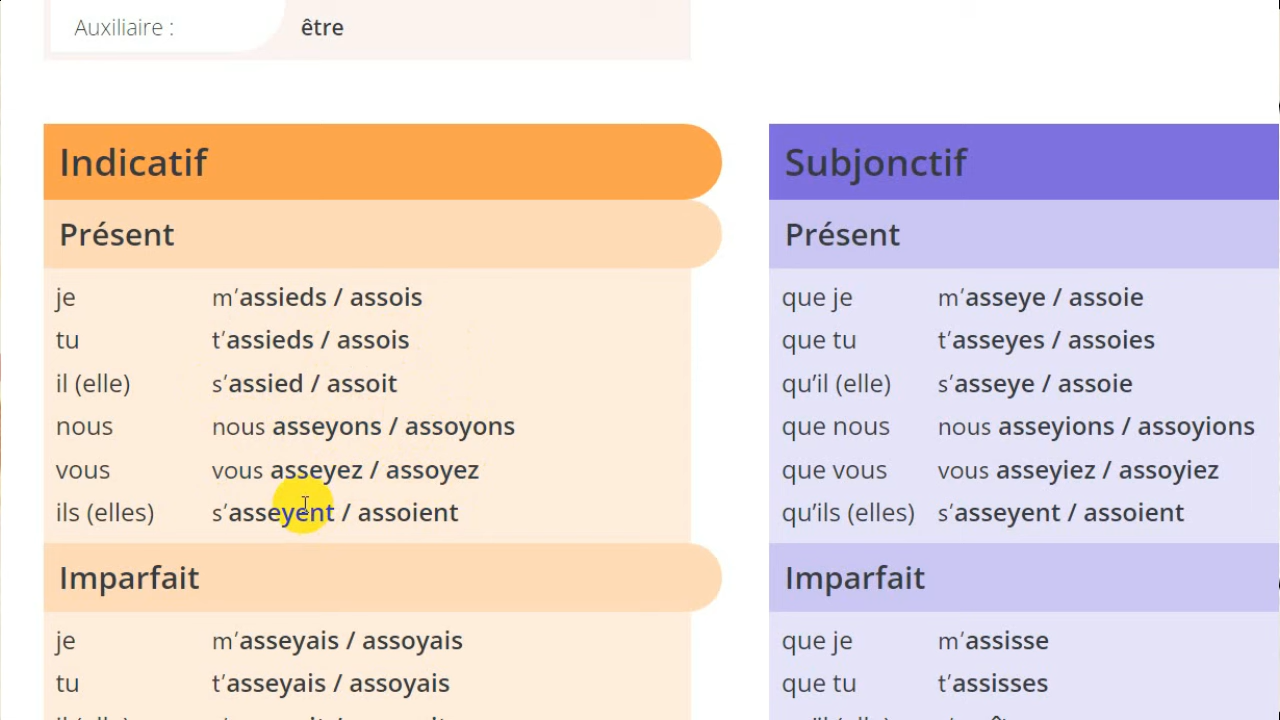 Auxiliaire : être
Indicatif
Présent
je m’assieds / assois
tu t’assieds / assois
il (elle) s’assied / assoit
nous nous asseyons / assoyons
vous vous asseyez / assoyez
ils (elles) s’asseyent / assoient
Imparfait
je m’asseyais / assoyais
tu t’asseyais / assoyais
Subjonctif
Présent
que je m’asseye / assoie
que tu t’asseyes / assoies
qu’il (elle) s’asseye / assoie
que nous nous asseyions / assoyions
que vous vous asseyiez / assoyiez
qu’ils (elles) s’asseyent / assoient
Imparfait
que je m’assisse
que tu t’assisses